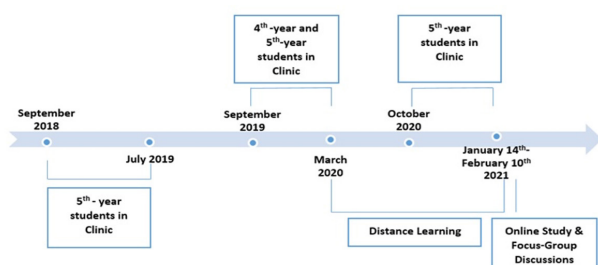 4th -year and
5th-year
students in
Clinic
5th -year
students in
Clinic
September
2018
September
2019
October
2020
July 2019
March
2020
January 14th-
February 10th
2021
5th - year
students in
Clinic
Distance Learning
Online Study &
Focus-Group
Discussions